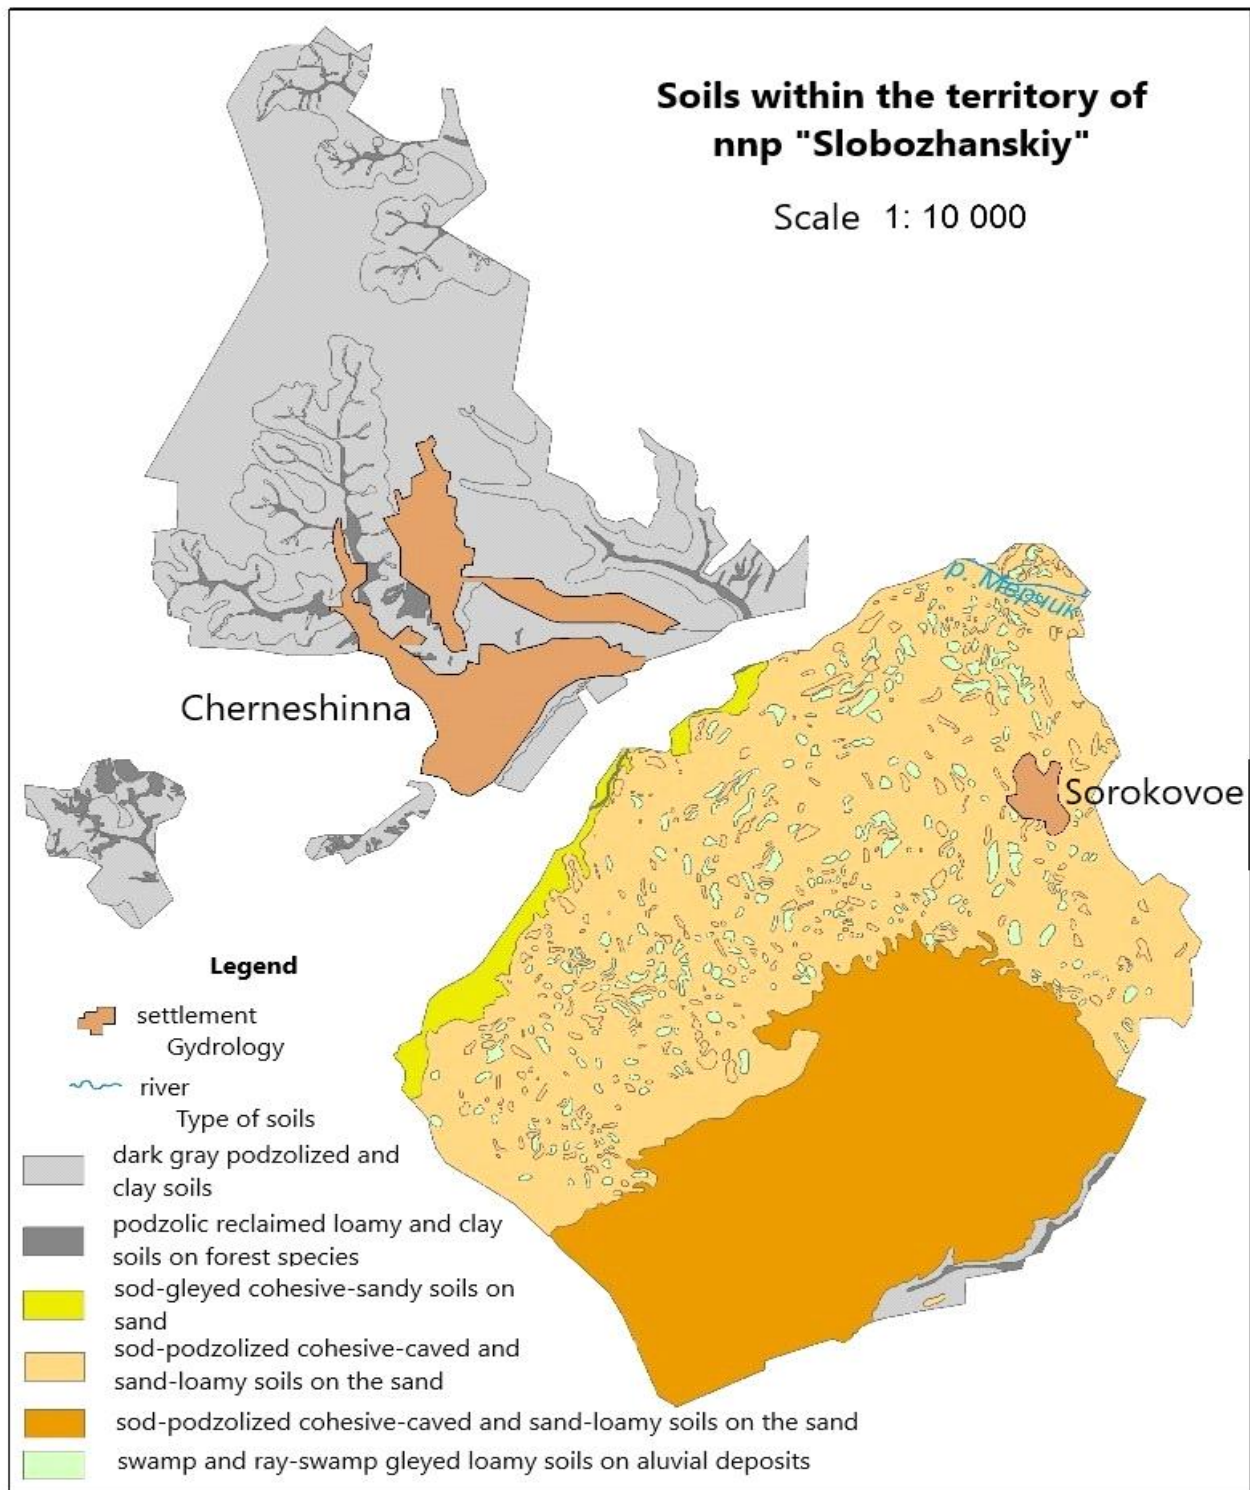 Soils within the territory of
nnp "Slobozhanskiy"
Scale 1: 10 000
р. Мерчик
Cherneshinna
Sorokovoe
Legend
settlement
Gydrology
river
Type of soils
dark gray podzolized and
clay soils
podzolic reclaimed loamy and clay
soils on forest species
sod-gleyed cohesive-sandy soils on
sand
sod-podzolized cohesive-caved and
sand-loamy soils on the sand
sod-podzolized cohesive-caved and sand-loamy soils on the sand
swamp and ray-swamp gleyed loamy soils on aluvial deposits